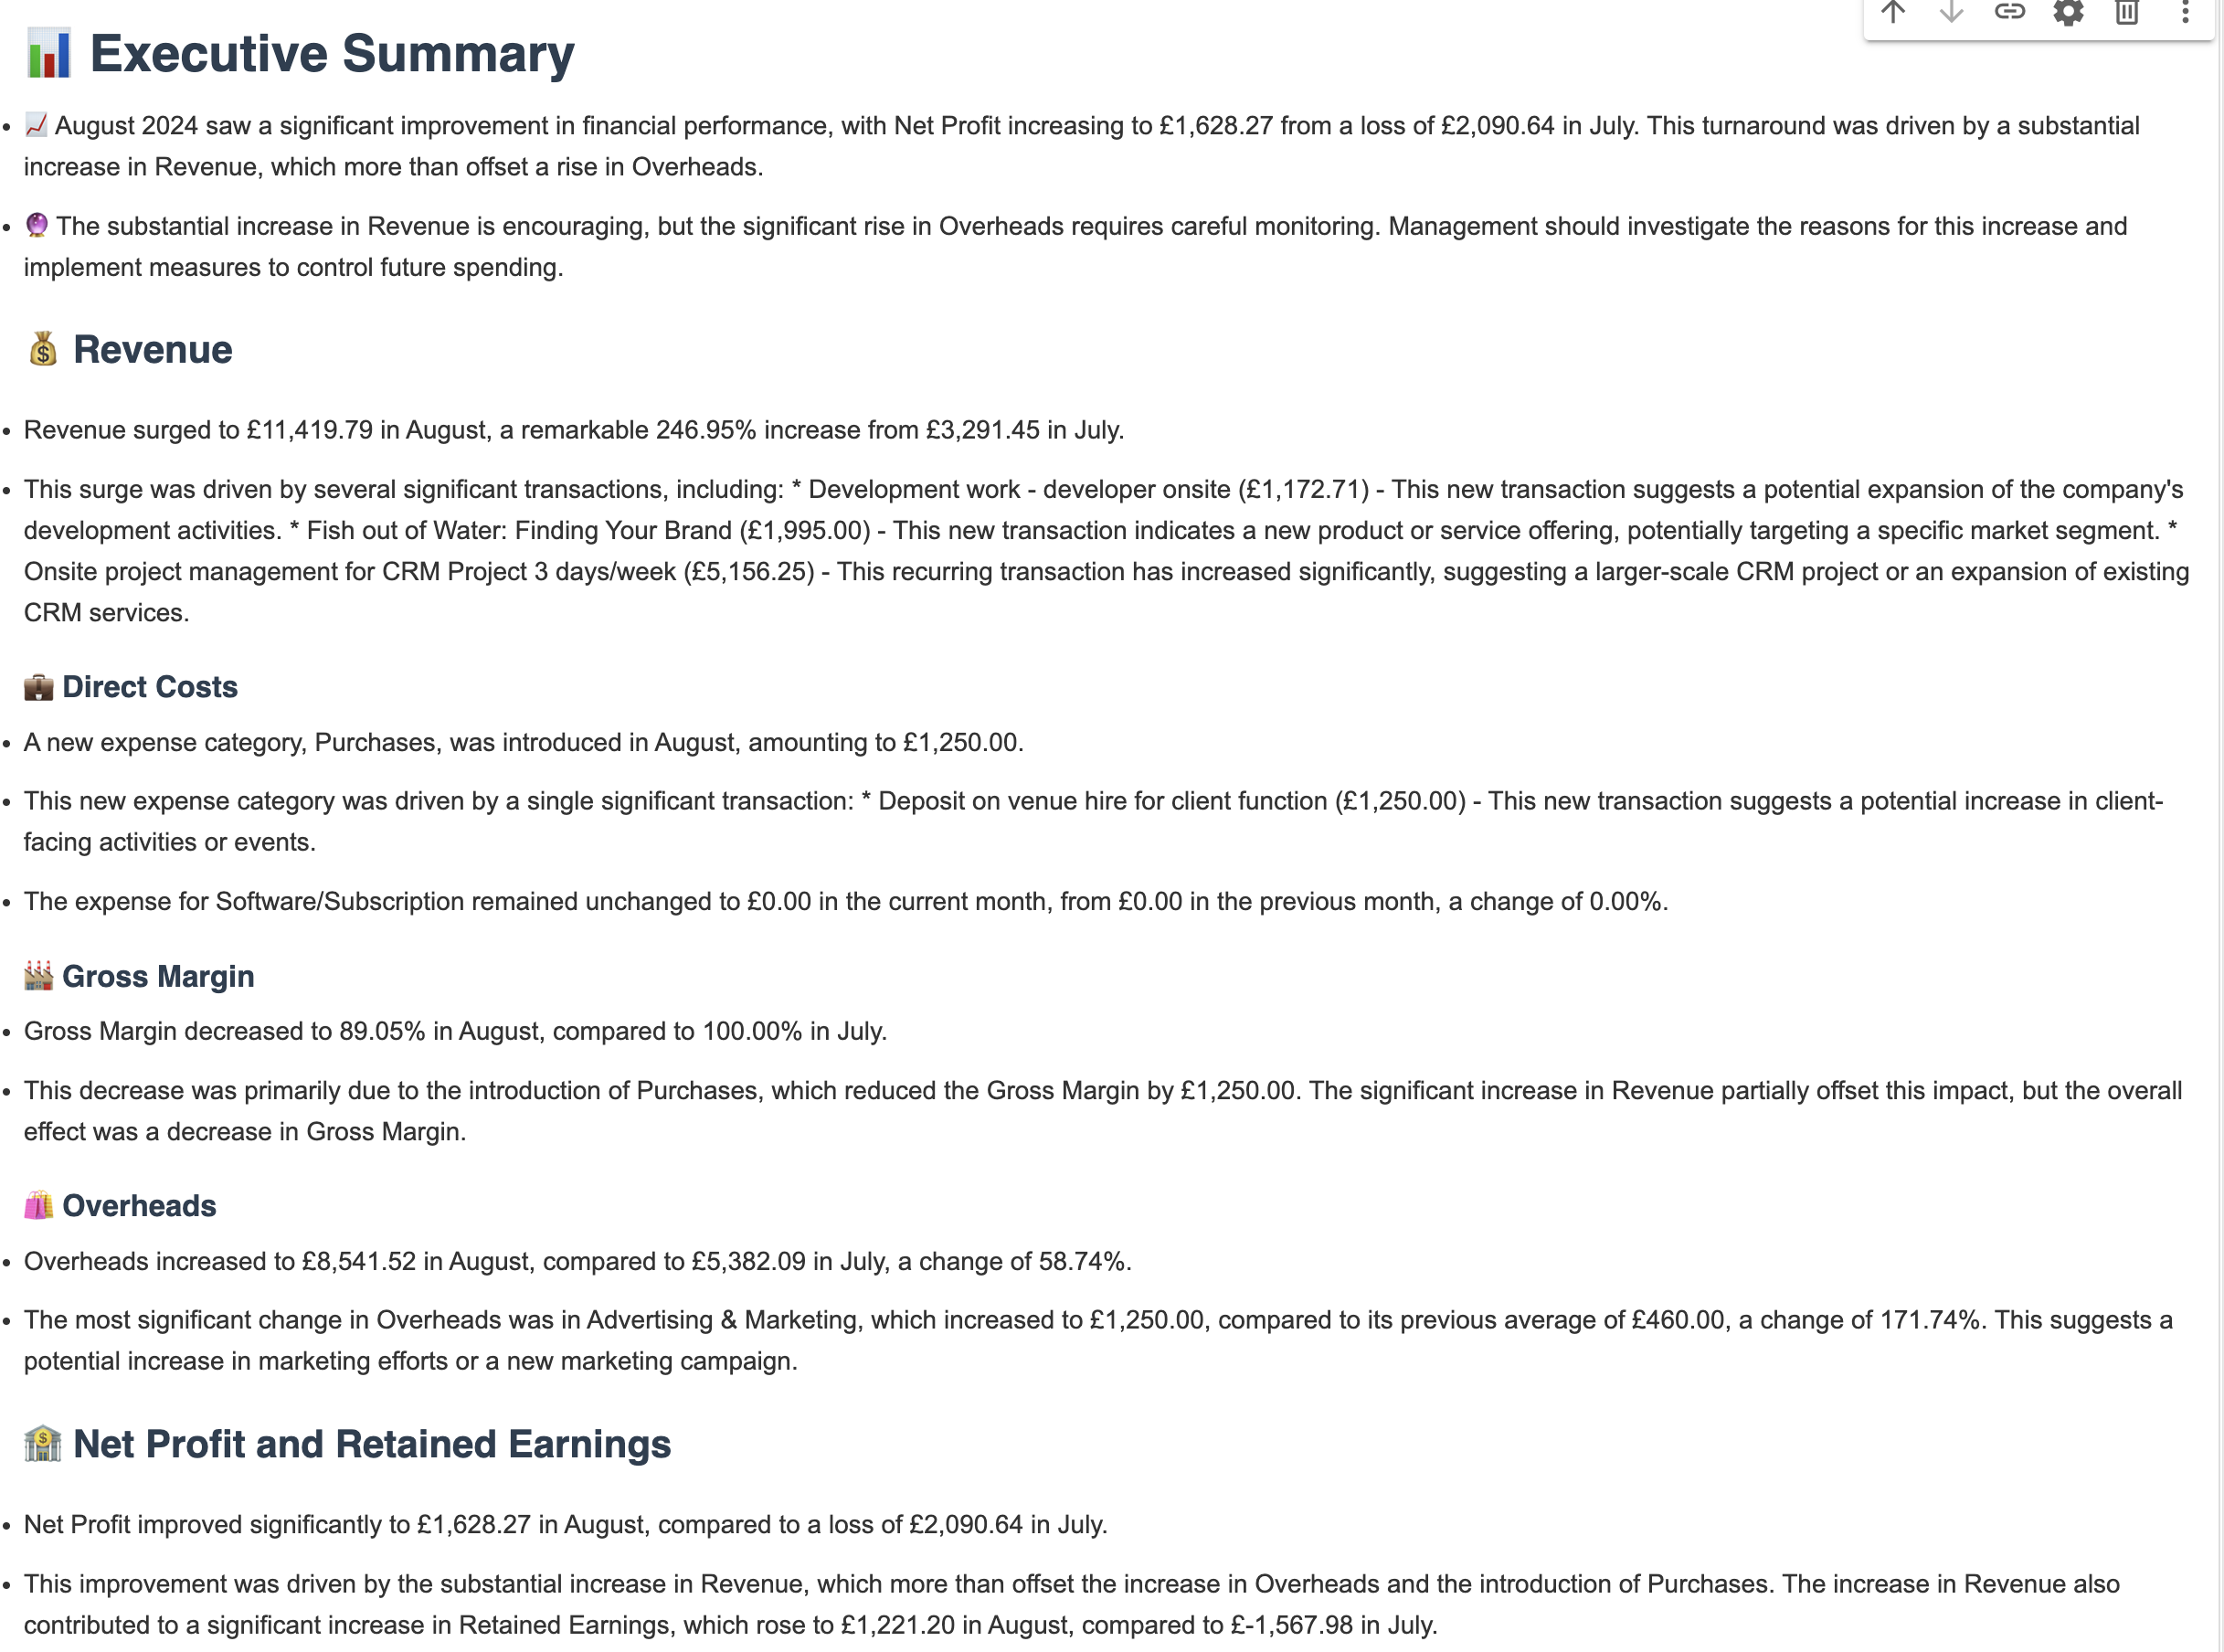 📊 Executive Summary
• 📈 August 2024 saw a significant improvement in financial performance, with Net Profit increasing to £1,628.27 from a loss of £2,090.64 in July. This turnaround was driven by a substantial
increase in Revenue, which more than offset a rise in Overheads.
• 🔮 The substantial increase in Revenue is encouraging, but the significant rise in Overheads requires careful monitoring. Management should investigate the reasons for this increase and
implement measures to control future spending.
💰 Revenue
• Revenue surged to £11,419.79 in August, a remarkable 246.95% increase from £3,291.45 in July.
• This surge was driven by several significant transactions, including: * Development work - developer onsite (£1,172.71) - This new transaction suggests a potential expansion of the company's
development activities. * Fish out of Water: Finding Your Brand (£1,995.00) - This new transaction indicates a new product or service offering, potentially targeting a specific market segment. *
Onsite project management for CRM Project 3 days/week (£5,156.25) - This recurring transaction has increased significantly, suggesting a larger-scale CRM project or an expansion of existing
CRM services.
💼 Direct Costs
• A new expense category, Purchases, was introduced in August, amounting to £1,250.00.
• This new expense category was driven by a single significant transaction: * Deposit on venue hire for client function (£1,250.00) - This new transaction suggests a potential increase in client-
facing activities or events.
• The expense for Software/Subscription remained unchanged to £0.00 in the current month, from £0.00 in the previous month, a change of 0.00%.
🏭 Gross Margin
• Gross Margin decreased to 89.05% in August, compared to 100.00% in July.
• This decrease was primarily due to the introduction of Purchases, which reduced the Gross Margin by £1,250.00. The significant increase in Revenue partially offset this impact, but the overall
effect was a decrease in Gross Margin.
🛍️ Overheads
• Overheads increased to £8,541.52 in August, compared to £5,382.09 in July, a change of 58.74%.
• The most significant change in Overheads was in Advertising & Marketing, which increased to £1,250.00, compared to its previous average of £460.00, a change of 171.74%. This suggests a
potential increase in marketing efforts or a new marketing campaign.
🏦 Net Profit and Retained Earnings
• Net Profit improved significantly to £1,628.27 in August, compared to a loss of £2,090.64 in July.
• This improvement was driven by the substantial increase in Revenue, which more than offset the increase in Overheads and the introduction of Purchases. The increase in Revenue also
contributed to a significant increase in Retained Earnings, which rose to £1,221.20 in August, compared to £-1,567.98 in July.